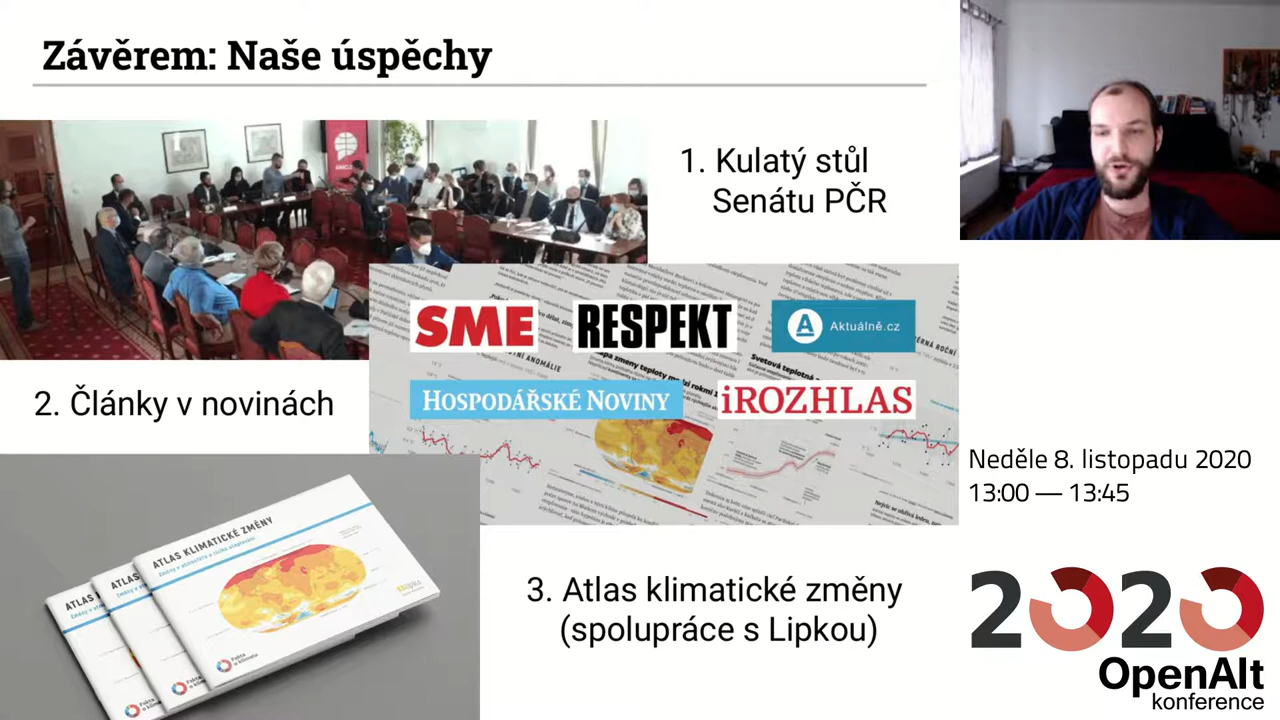 Závěrem: Naše úspěchy
1. Kulatý stůl
Senátu PČR
SME
RESPEKT
Aktuálně.cz
HOSPODÁŘSKÉ NOVINY
iROZHLAS
2. Články v novinách
Neděle 8. listopadu 2020
13:00 — 13:45
ATLAS KLIMATICKÉ ZMĚNY
Fakta
o klimatu
3. Atlas klimatické změny
(spolupráce s Lipkou)
2020
OpenAlt
konference